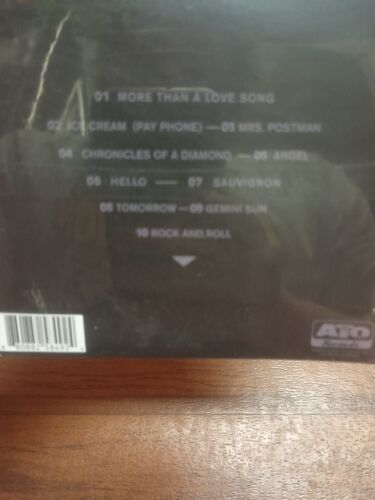 01 MORE THAN A LOVE SONG
02 ICE CREAM (PAY PHONE) — 03 MRS. POSTMAN
04 CHRONICLES OF A DIAMOND — 05 ANGEL
06 HELLO — 07 SAUVIGNON
08 TOMORROW — 09 GEMINI SUN
10 ROCK AND ROLL
ATO